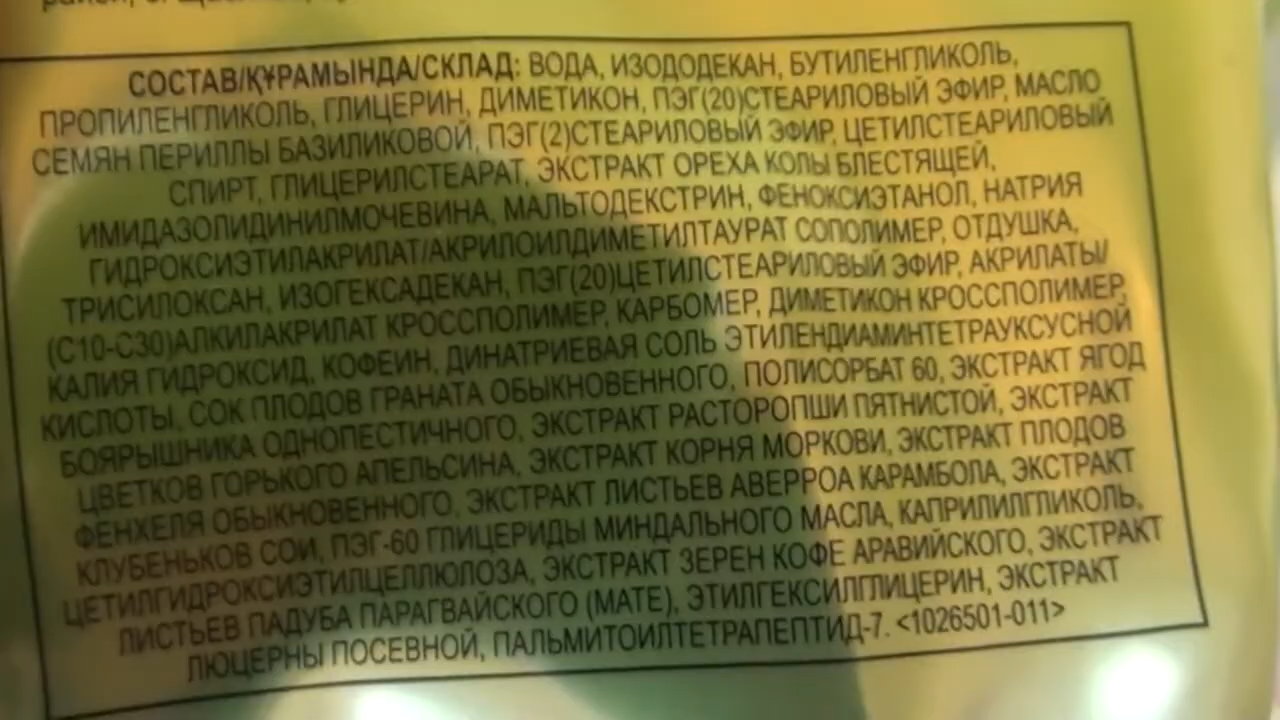 СОСТАВ/ҚҰРАМЫНДА/СКЛАД: ВОДА, ИЗОДОДЕКАН, БУТИЛЕНГЛИКОЛЬ,
ПРОПИЛЕНГЛИКОЛЬ, ГЛИЦЕРИН, ДИМЕТИКОН, ПЭГ(20)СТЕАРИЛОВЫЙ ЭФИР, МАСЛО
СЕМЯН ПЕРИЛЛЫ БАЗИЛИКОВОЙ, ПЭГ(2)СТЕАРИЛОВЫЙ ЭФИР, ЦЕТИЛСТЕАРИЛОВЫЙ
СПИРТ, ГЛИЦЕРИЛСТЕАРАТ, ЭКСТРАКТ ОРЕХА КОЛЫ БЛЕСТЯЩЕЙ,
ИМИДАЗОЛИДИНИЛМОЧЕВИНА, МАЛЬТОДЕКСТРИН, ФЕНОКСИЭТАНОЛ, НАТРИЯ
ГИДРОКСИЭТИЛАКРИЛАТ/АКРИЛОИЛДИМЕТИЛТАУРАТ СОПОЛИМЕР, ОТДУШКА,
ТРИСИЛОКСАН, ИЗОГЕКСАДЕКАН, ПЭГ(20)ЦЕТИЛСТЕАРИЛОВЫЙ ЭФИР, АКРИЛАТЫ/
(С10-С30)АЛКИЛАКРИЛАТ КРОССПОЛИМЕР, КАРБОМЕР, ДИМЕТИКОН КРОССПОЛИМЕР,
КАЛИЯ ГИДРОКСИД, КОФЕИН, ДИНАТРИЕВАЯ СОЛЬ ЭТИЛЕНДИАМИНТЕТРАУКСУСНОЙ
КИСЛОТЫ, СОК ПЛОДОВ ГРАНАТА ОБЫКНОВЕННОГО, ПОЛИСОРБАТ 60, ЭКСТРАКТ ЯГОД
БОЯРЫШНИКА ОДНОПЕСТИЧНОГО, ЭКСТРАКТ РАСТОРОПШИ ПЯТНИСТОЙ, ЭКСТРАКТ
ЦВЕТКОВ ГОРЬКОГО АПЕЛЬСИНА, ЭКСТРАКТ КОРНЯ МОРКОВИ, ЭКСТРАКТ ПЛОДОВ
ФЕНХЕЛЯ ОБЫКНОВЕННОГО, ЭКСТРАКТ ЛИСТЬЕВ АВЕРРОА КАРАМБОЛА, ЭКСТРАКТ
КЛУБЕНЬКОВ СОИ, ПЭГ-60 ГЛИЦЕРИДЫ МИНДАЛЬНОГО МАСЛА, КАПРИЛИЛГЛИКОЛЬ,
ЦЕТИЛГИДРОКСИЭТИЛЦЕЛЛЮЛОЗА, ЭКСТРАКТ ЗЕРЕН КОФЕ АРАВИЙСКОГО, ЭКСТРАКТ
ЛИСТЬЕВ ПАДУБА ПАРАГВАЙСКОГО (МАТЕ), ЭТИЛГЕКСИЛГЛИЦЕРИН, ЭКСТРАКТ
ЛЮЦЕРНЫ ПОСЕВНОЙ, ПАЛЬМИТОИЛТЕТРАПЕПТИД-7. <1026501-011>